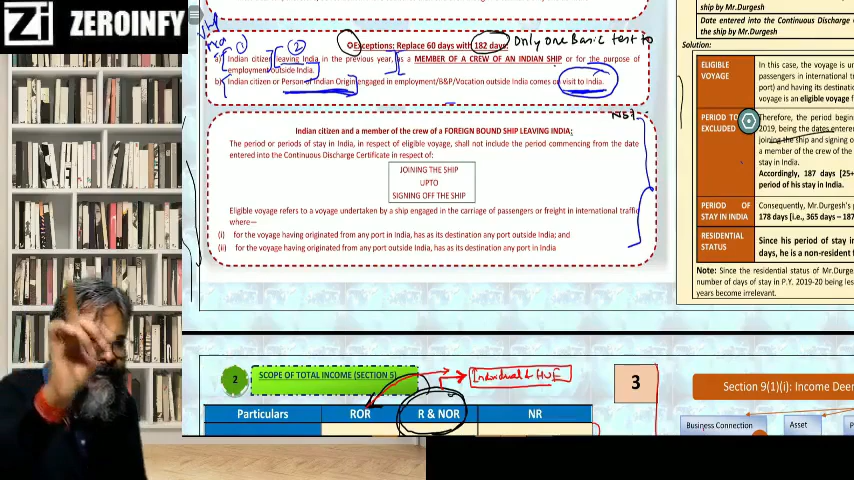 ZEROINFY
Zi
Exceptions: Replace 60 days with 182 days: Only one Basic test to
(1)
(2)
a) Indian citizen leaving India in the previous year, as a MEMBER OF A CREW OF AN INDIAN SHIP or for the purpose of
employment outside India.
b) Indian citizen or Person of Indian Origin engaged in employment/B&P/Vocation outside India comes on visit to India.
Indian citizen and a member of the crew of a FOREIGN BOUND SHIP LEAVING INDIA:
The period or periods of stay in India, in respect of eligible voyage, shall not include the period commencing from the date
entered into the Continuous Discharge Certificate in respect of:
JOINING THE SHIP
UPTO
SIGNING OFF THE SHIP
Eligible voyage refers to a voyage undertaken by a ship engaged in the carriage of passengers or freight in international traffic
where—
(i) for the voyage having originated from any port in India, has as its destination any port outside India; and
(ii) for the voyage having originated from any port outside India, has as its destination any port in India
ship by Mr.Durgesh
Date entered into the Continuous Discharge
the ship by Mr.Durgesh
Solution:
ELIGIBLE
VOYAGE
In this case, the voyage is un
passengers in international tr
port) and having its destination
voyage is an eligible voyage f
PERIOD TO
EXCLUDED
Therefore, the period begin
2019, being the dates entere
joining the ship and signing o
a member of the crew of the
stay in India.
Accordingly, 187 days [25+
period of his stay in India.
PERIOD OF
STAY IN INDIA
Consequently, Mr.Durgesh's p
178 days [i.e., 365 days – 187
RESIDENTIAL
STATUS
Since his period of stay in
days, he is a non-resident f
Note: Since the residential status of Mr.Durge
number of days of stay in P.Y. 2019-20 being les
years become irrelevant.
2
SCOPE OF TOTAL INCOME (SECTION 5)
Individual & HUF
Particulars
ROR
R & NOR
NR
3
Section 9(1)(i): Income Deer
Business Connection
Asset
P